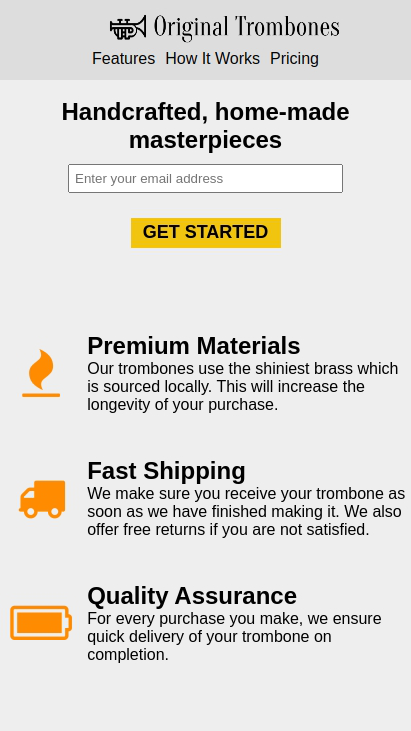 Original Trombones
Features How It Works Pricing
Handcrafted, home-made
masterpieces
Enter your email address
GET STARTED
Premium Materials
Our trombones use the shiniest brass which
is sourced locally. This will increase the
longevity of your purchase.
Fast Shipping
We make sure you receive your trombone as
soon as we have finished making it. We also
offer free returns if you are not satisfied.
Quality Assurance
For every purchase you make, we ensure
quick delivery of your trombone on
completion.